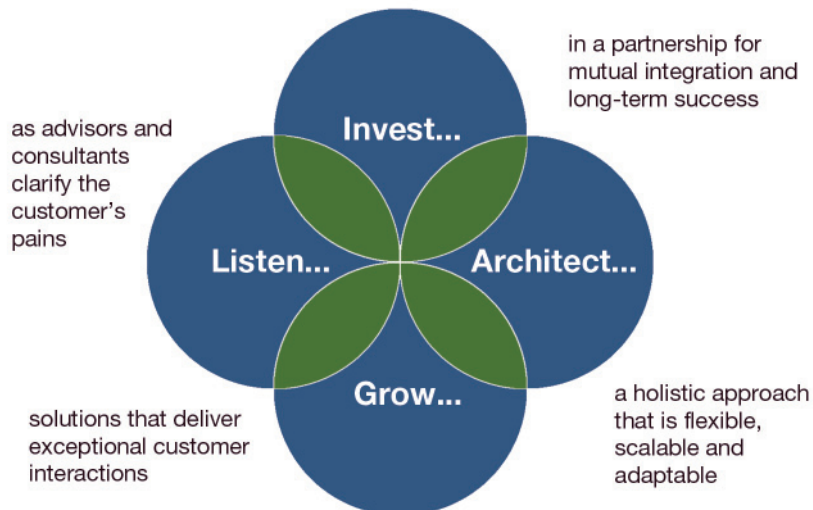 Invest...
in a partnership for
mutual integration and
long-term success
as advisors and
consultants
clarify the
customer's
pains
Listen...
Architect...
Grow...
solutions that deliver
exceptional customer
interactions
a holistic approach
that is flexible,
scalable and
adaptable